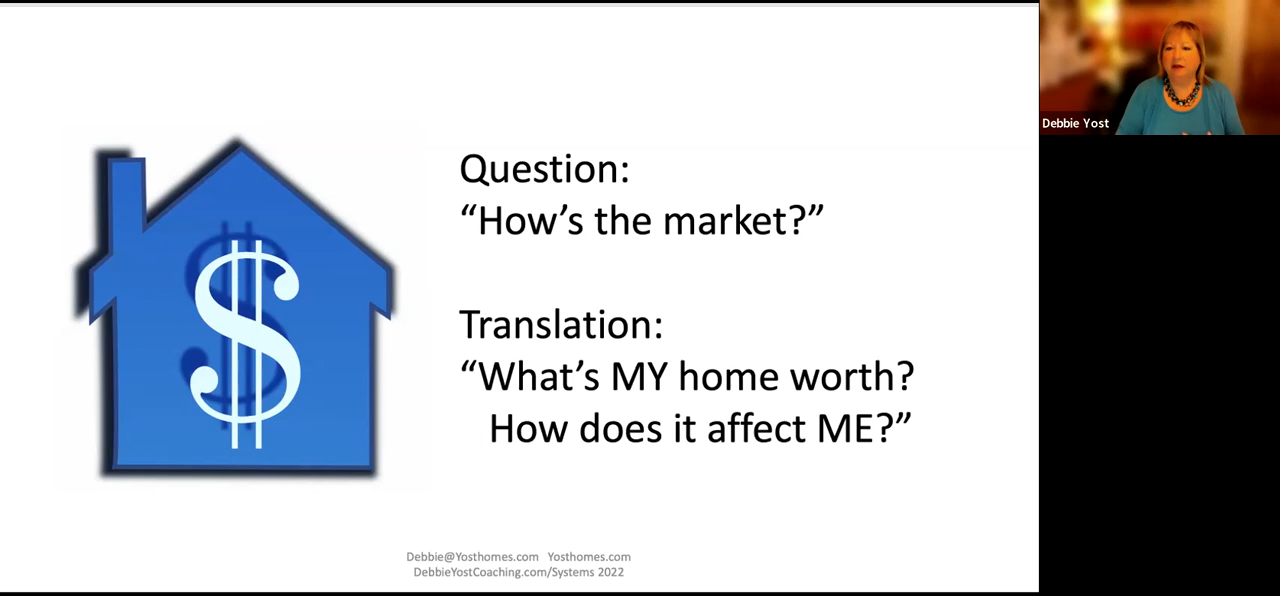 Question:
“How’s the market?”
Translation:
“What’s MY home worth?
How does it affect ME?”
Debbie@Yosthomes.com Yosthomes.com
DebbieYostCoaching.com/Systems 2022
Debbie Yost
$